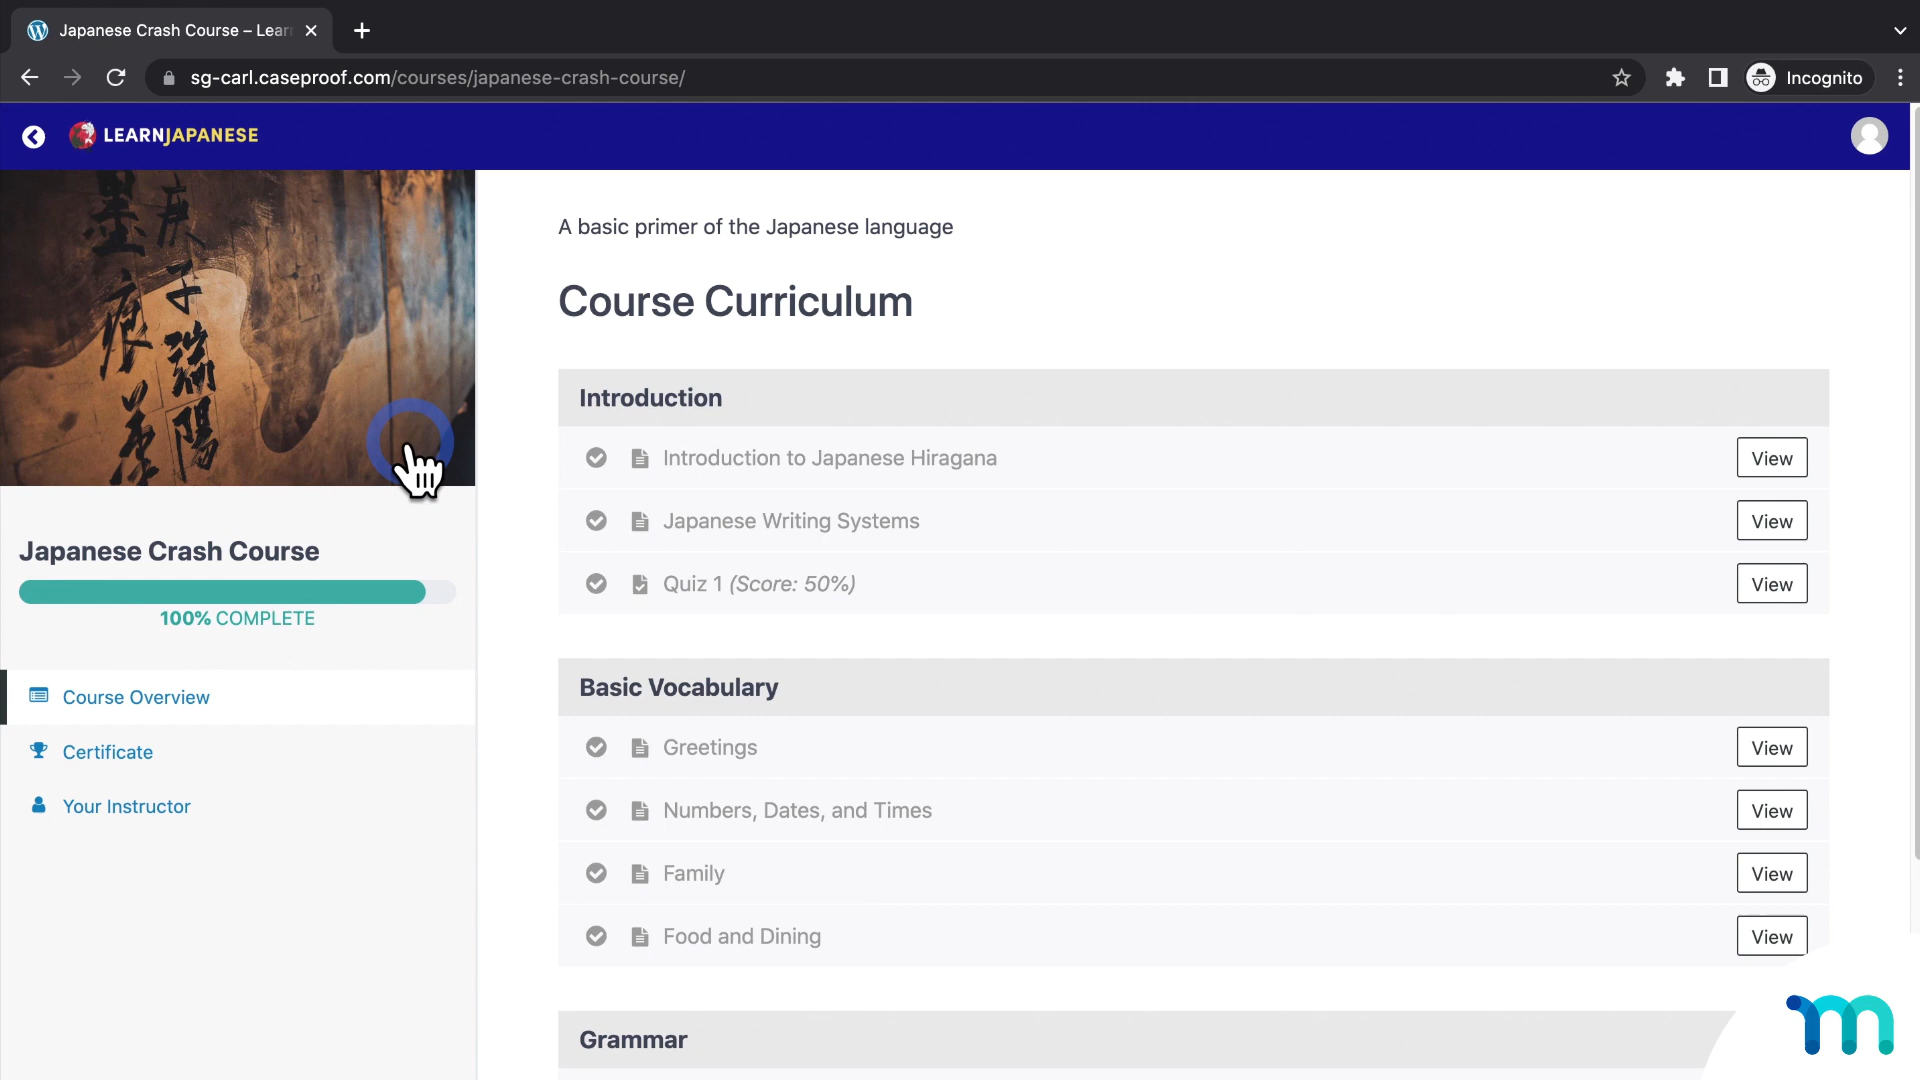 Japanese Crash Course – Lear
sg-carl.caseproof.com/courses/japanese-crash-course/
Incognito
LEARNJAPANESE
A basic primer of the Japanese language
Course Curriculum
Introduction
Introduction to Japanese Hiragana
View
Japanese Writing Systems
View
Quiz 1 (Score: 50%)
View
Basic Vocabulary
Greetings
View
Numbers, Dates, and Times
View
Family
View
Food and Dining
View
Grammar
Japanese Crash Course
100% COMPLETE
Course Overview
Certificate
Your Instructor